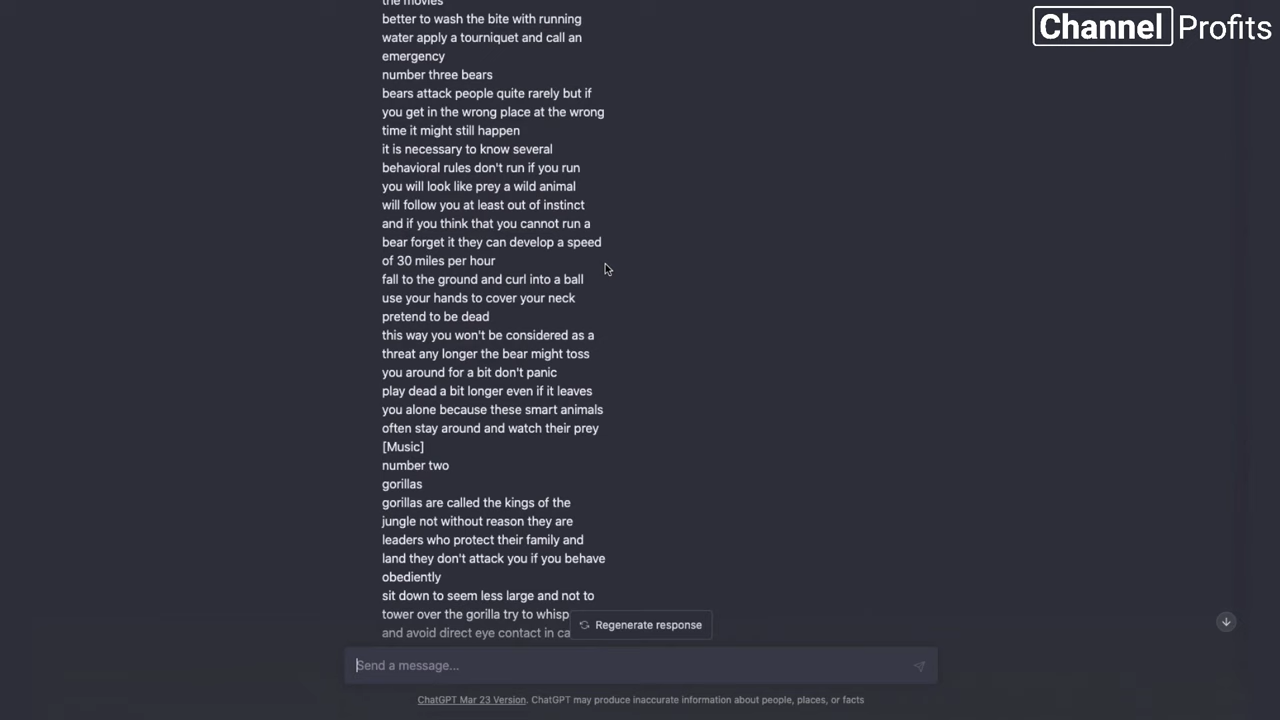 the movies
better to wash the bite with running
water apply a tourniquet and call an
emergency
number three bears
bears attack people quite rarely but if
you get in the wrong place at the wrong
time it might still happen
it is necessary to know several
behavioral rules don't run if you run
you will look like prey a wild animal
will follow you at least out of instinct
and if you think that you cannot run a
bear forget it they can develop a speed
of 30 miles per hour
fall to the ground and curl into a ball
use your hands to cover your neck
pretend to be dead
this way you won't be considered as a
threat any longer the bear might toss
you around for a bit don't panic
play dead a bit longer even if it leaves
you alone because these smart animals
often stay around and watch their prey
[Music]
number two
gorillas
gorillas are called the kings of the
jungle not without reason they are
leaders who protect their family and
land they don't attack you if you behave
obediently
sit down to seem less large and not to
tower over the gorilla try to whisp
and avoid direct eye contact in ca
Regenerate response
Send a message...
ChatGPT Mar 23 Version. ChatGPT may produce inaccurate information about people, places, or facts
Channel Profits